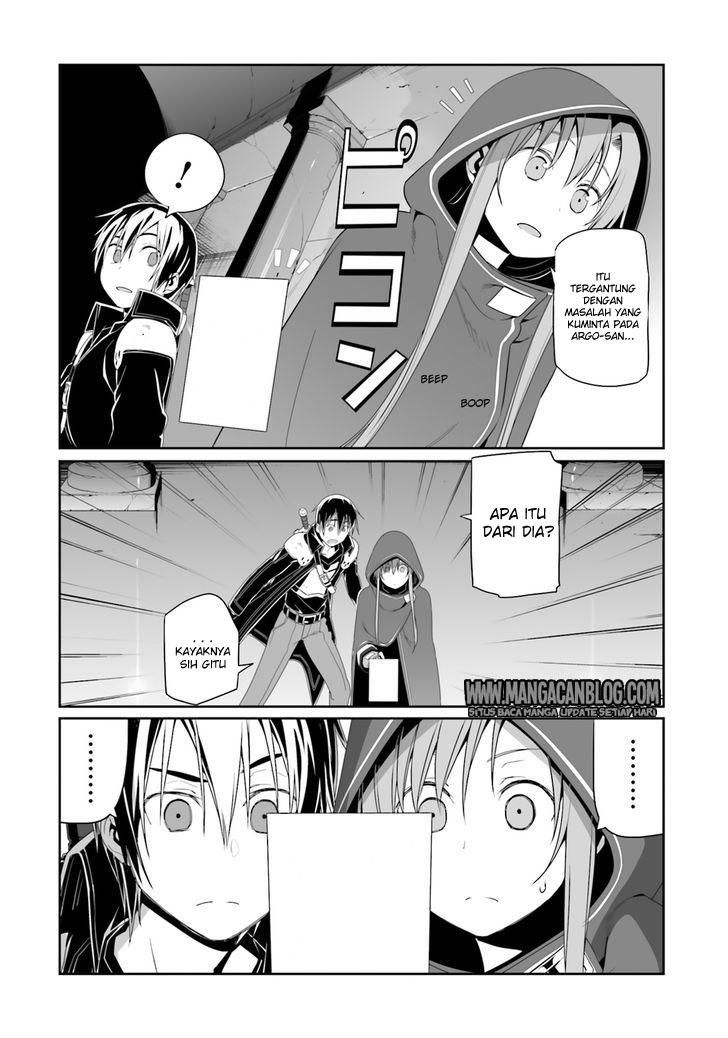 ITU
TERGANTUNG
DENGAN
MASALAH YANG
KUMINTA PADA
ARGO-SAN...
!
ピコン
BEEP
BOOP
APA ITU
DARI DIA?
...
KAYAKNYA
SIH GITU
WWW.MANGACANBLOG.COM
SITUS BACA MANGA UPDATE SETIAP HARI
........
........